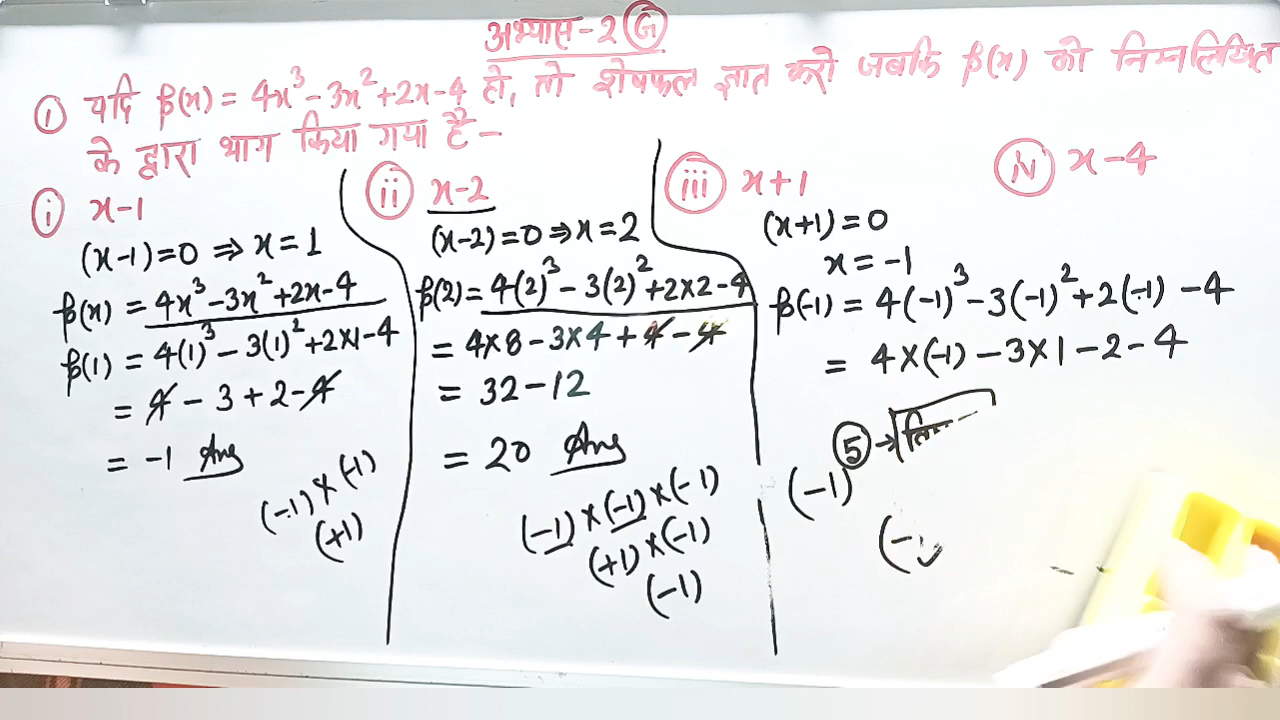 अभ्यास-2 G
① यदि β(x) = 4x³-3x²+2x-4 हो, तो शेषफल ज्ञात करो जबकि β(x) को निम्नलिखित
के द्वारा भाग किया गया है-
ⓘ x-1
(x-1)=0 ⇒ x=1
β(x) = 4x³-3x²+2x-4
β(1) = 4(1)³-3(1)²+2×1-4
= 4-3+2-4
= -1 Ans
(-1)×(-1)
(+1)
ii x-2
(x-2)=0 ⇒ x=2
β(2)=4(2)³-3(2)²+2×2-4
= 4×8-3×4+4-4
= 32-12
= 20 Ans
(-1)×(-1)×(-1)
(+1)×(-1)
(-1)
iii x+1
(x+1)=0
x=-1
β(-1) = 4(-1)³-3(-1)²+2(-1)-4
= 4×(-1)-3×1-2-4
⑤→
(-1)
iv x-4